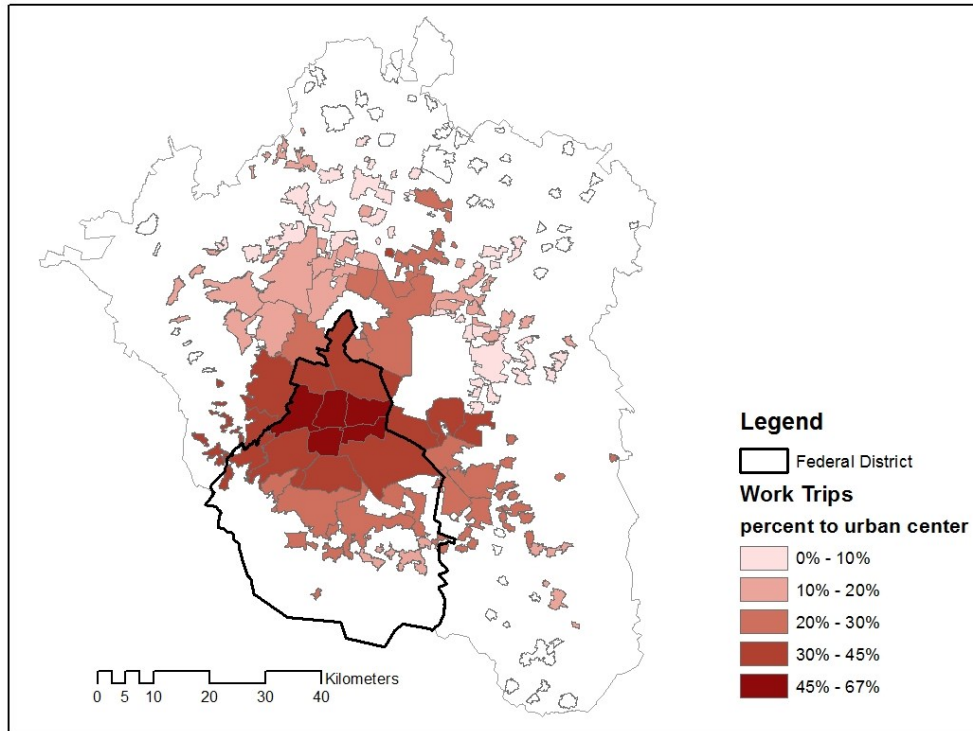 Legend
Federal District
Work Trips
percent to urban center
0% - 10%
10% - 20%
20% - 30%
30% - 45%
45% - 67%
Kilometers
0 5 10 20 30 40